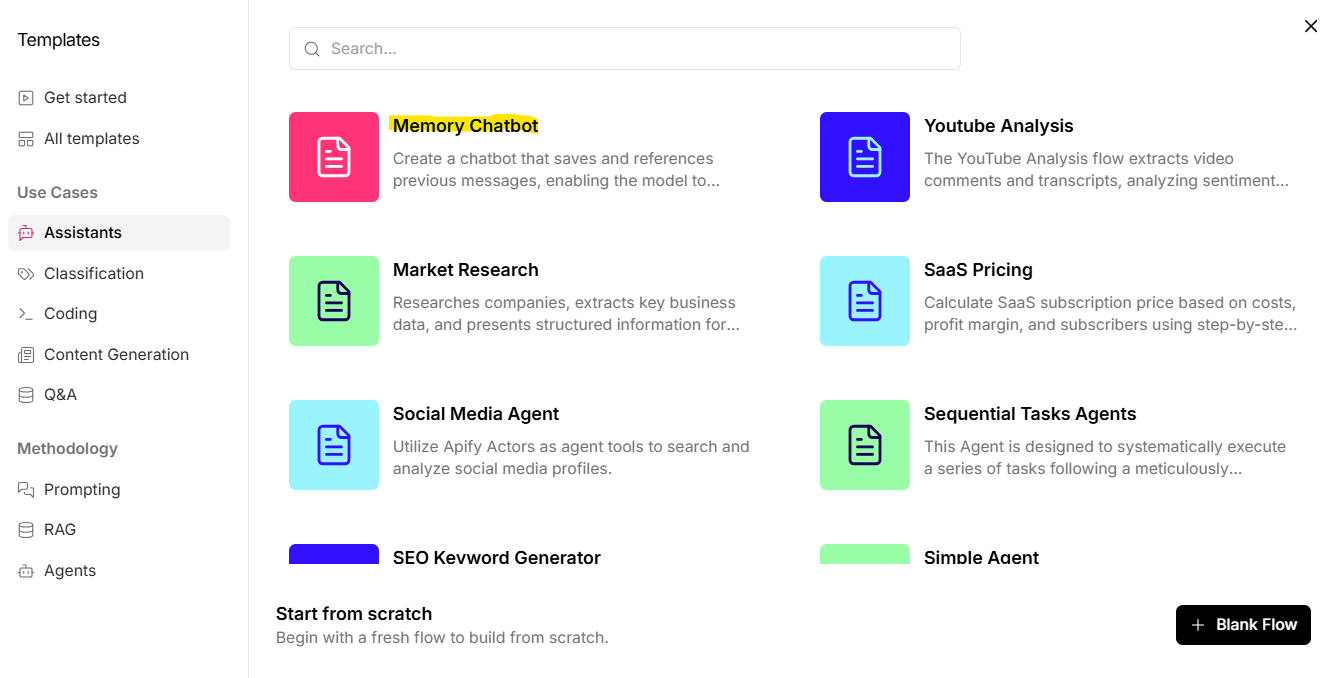 Templates
Get started
All templates
Use Cases
Assistants
Classification
Coding
Content Generation
Q&A
Methodology
Prompting
RAG
Agents
Search...
Memory Chatbot
Create a chatbot that saves and references
previous messages, enabling the model to...
Youtube Analysis
The YouTube Analysis flow extracts video
comments and transcripts, analyzing sentiment...
Market Research
Researches companies, extracts key business
data, and presents structured information for...
SaaS Pricing
Calculate SaaS subscription price based on costs,
profit margin, and subscribers using step-by-ste...
Social Media Agent
Utilize Apify Actors as agent tools to search and
analyze social media profiles.
Sequential Tasks Agents
This Agent is designed to systematically execute
a series of tasks following a meticulously...
SEO Keyword Generator
Simple Agent
Start from scratch
Begin with a fresh flow to build from scratch.
Blank Flow